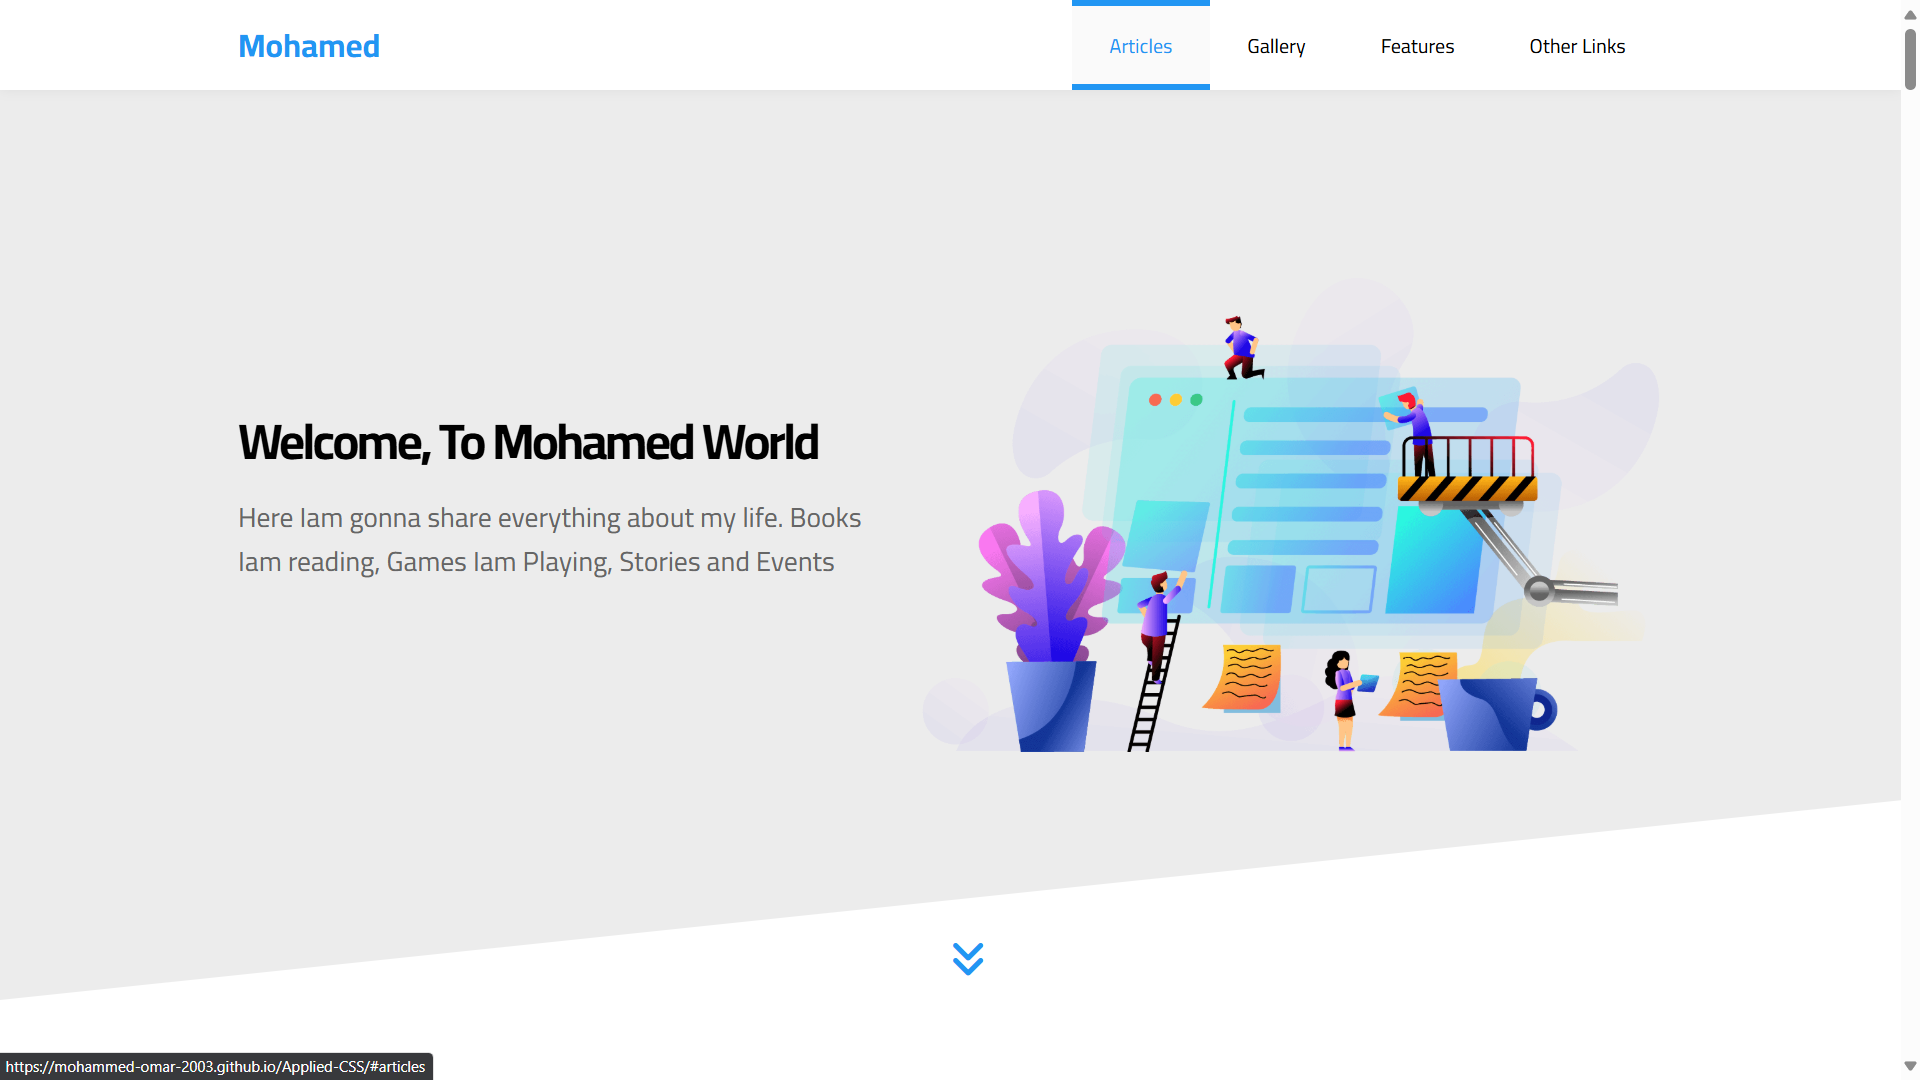 Mohamed
Articles
Gallery
Features
Other Links
Welcome, To Mohamed World
Here Iam gonna share everything about my life. Books
Iam reading, Games Iam Playing, Stories and Events
https://mohammed-omar-2003.github.io/Applied-CSS/#articles